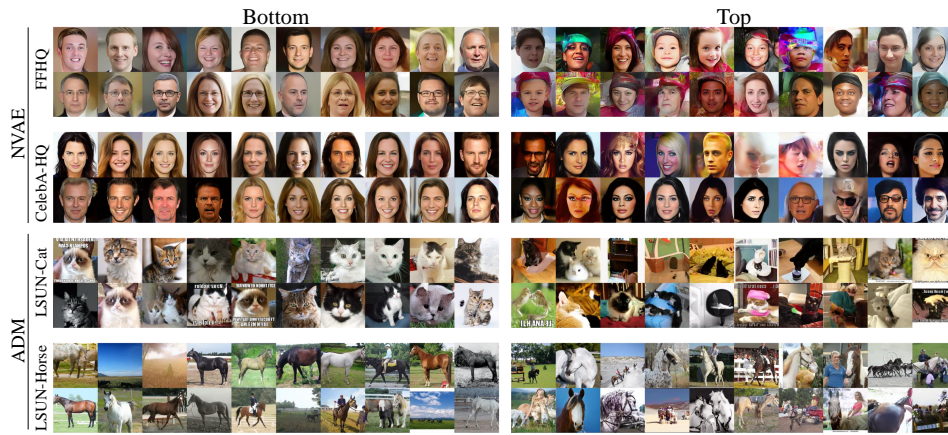 Bottom
Top
NVAE
FFHQ
CelebA-HQ
ADM
LSUN-Cat
LSUN-Horse